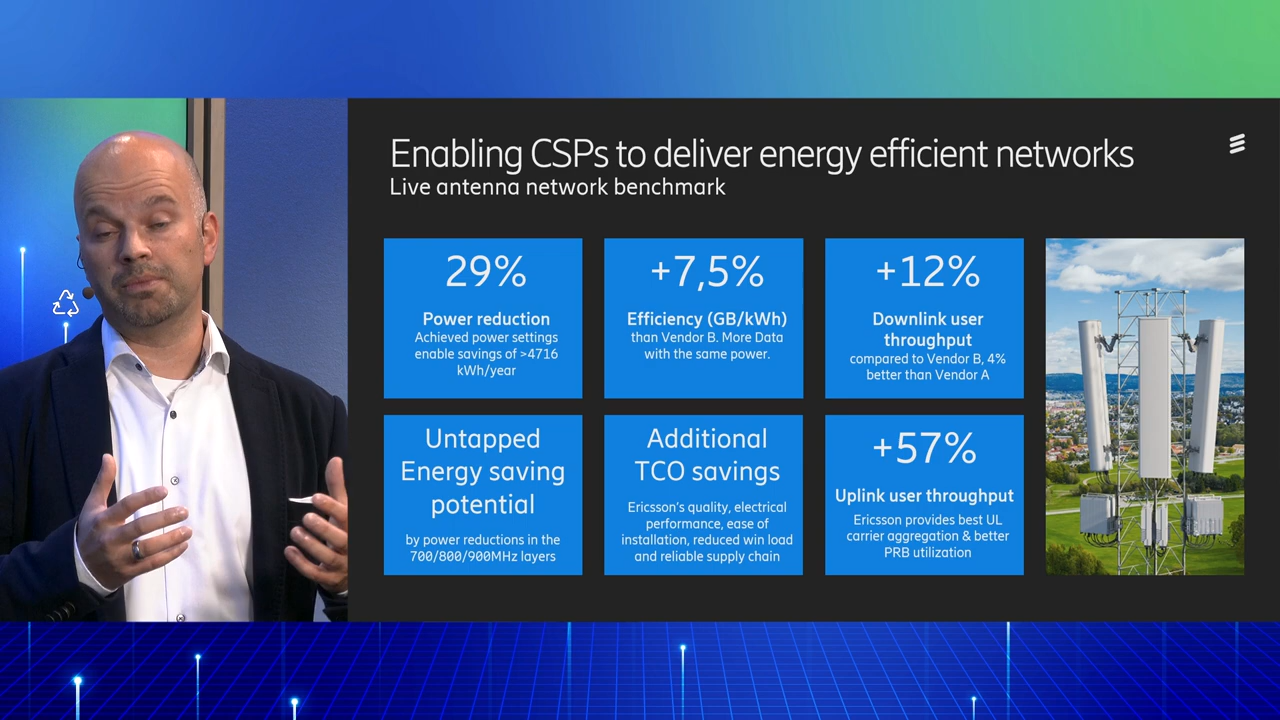 Enabling CSPs to deliver energy efficient networks
Live antenna network benchmark
29%
Power reduction
Achieved power settings
enable savings of >4716
kWh/year
+7,5%
Efficiency (GB/kWh)
than Vendor B. More Data
with the same power.
+12%
Downlink user
throughput
compared to Vendor B, 4%
better than Vendor A
Untapped
Energy saving
potential
by power reductions in the
700/800/900MHz layers
Additional
TCO savings
Ericsson's quality, electrical
performance, ease of
installation, reduced win load
and reliable supply chain
+57%
Uplink user throughput
Ericsson provides best UL
carrier aggregation & better
PRB utilization